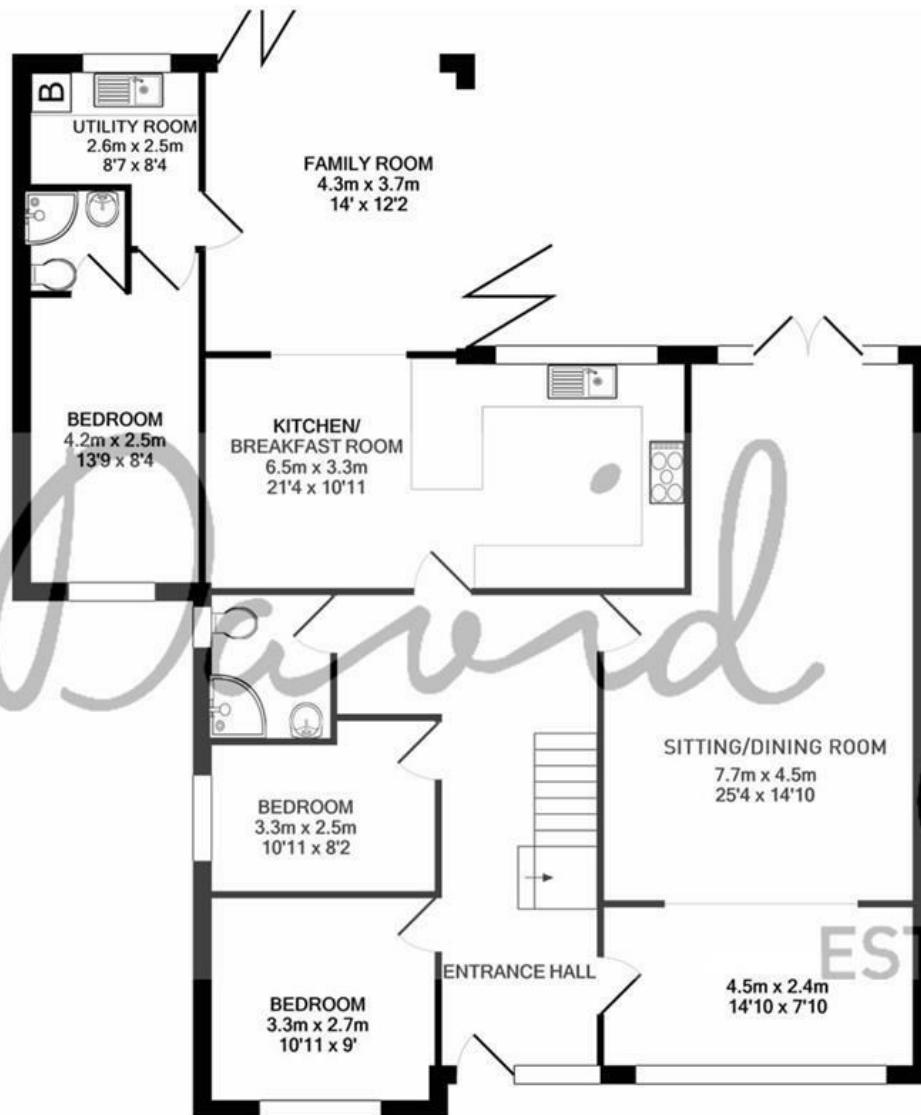 B
UTILITY ROOM
2.6m x 2.5m
8'7 x 8'4
FAMILY ROOM
4.3m x 3.7m
14' x 12'2
BEDROOM
4.2m x 2.5m
13'9 x 8'4
KITCHEN/
BREAKFAST ROOM
6.5m x 3.3m
21'4 x 10'11
David
SITTING/DINING ROOM
7.7m x 4.5m
25'4 x 14'10
BEDROOM
3.3m x 2.5m
10'11 x 8'2
EST
ENTRANCE HALL
4.5m x 2.4m
14'10 x 7'10
BEDROOM
3.3m x 2.7m
10'11 x 9'